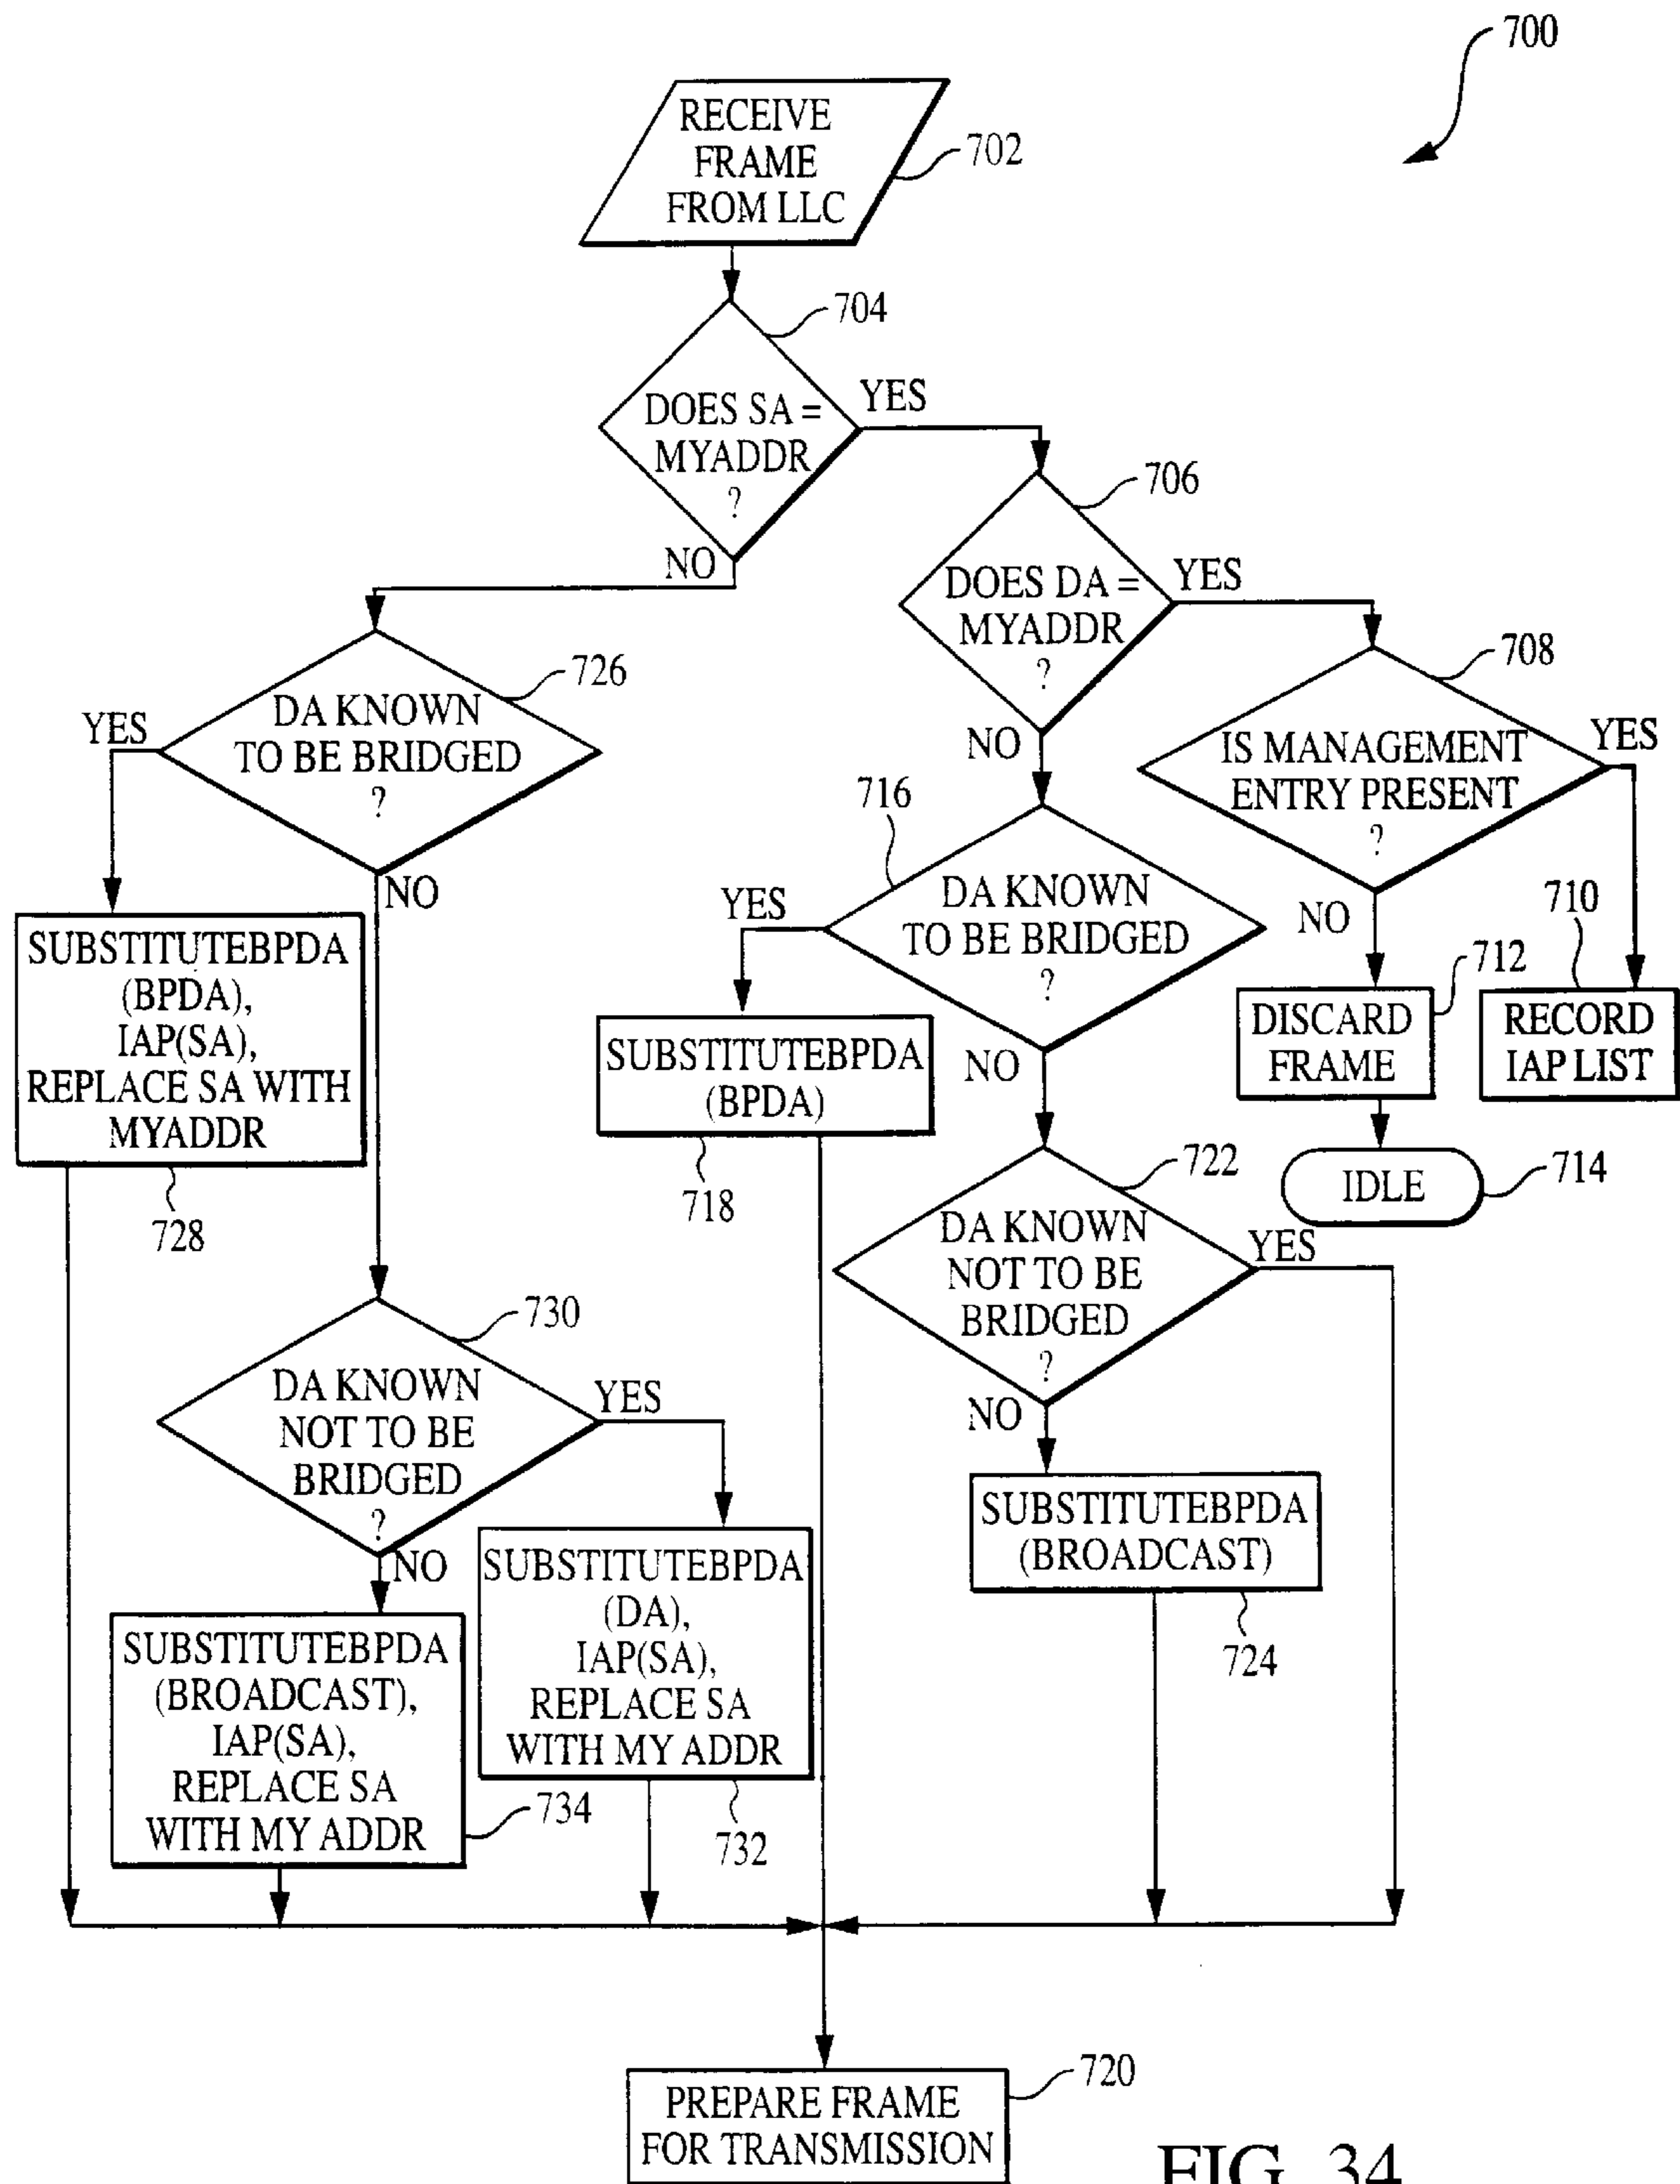 700
RECEIVE
FRAME
FROM LLC
702
704
DOES SA =
MYADDR
?
YES
NO
706
DOES DA =
MYADDR
?
YES
NO
708
IS MANAGEMENT
ENTRY PRESENT
?
YES
NO
726
DA KNOWN
TO BE BRIDGED
?
YES
NO
716
DA KNOWN
TO BE BRIDGED
?
YES
NO
710
RECORD
IAP LIST
712
DISCARD
FRAME
IDLE
714
SUBSTITUTEBPDA
(BPDA),
IAP(SA),
REPLACE SA WITH
MYADDR
728
SUBSTITUTEBPDA
(BPDA)
718
722
DA KNOWN
NOT TO BE
BRIDGED
?
YES
NO
730
DA KNOWN
NOT TO BE
BRIDGED
?
YES
NO
SUBSTITUTEBPDA
(BROADCAST)
724
SUBSTITUTEBPDA
(DA),
IAP(SA),
REPLACE SA
WITH MY ADDR
732
SUBSTITUTEBPDA
(BROADCAST),
IAP(SA),
REPLACE SA
WITH MY ADDR
734
720
PREPARE FRAME
FOR TRANSMISSION
FIG. 34